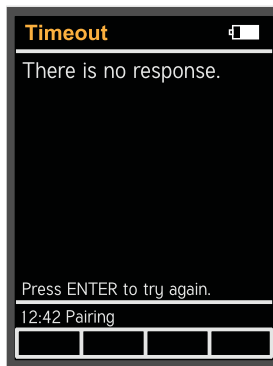 Timeout
There is no response.
Press ENTER to try again.
12:42 Pairing